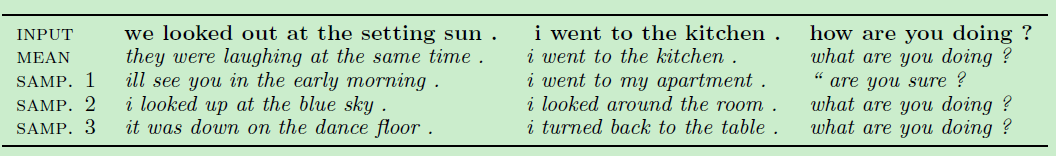 INPUT we looked out at the setting sun . i went to the kitchen . how are you doing ?
MEAN they were laughing at the same time . i went to the kitchen . what are you doing ?
SAMP. 1 ill see you in the early morning . i went to my apartment . “ are you sure ?
SAMP. 2 i looked up at the blue sky . i looked around the room . what are you doing ?
SAMP. 3 it was down on the dance floor . i turned back to the table . what are you doing ?